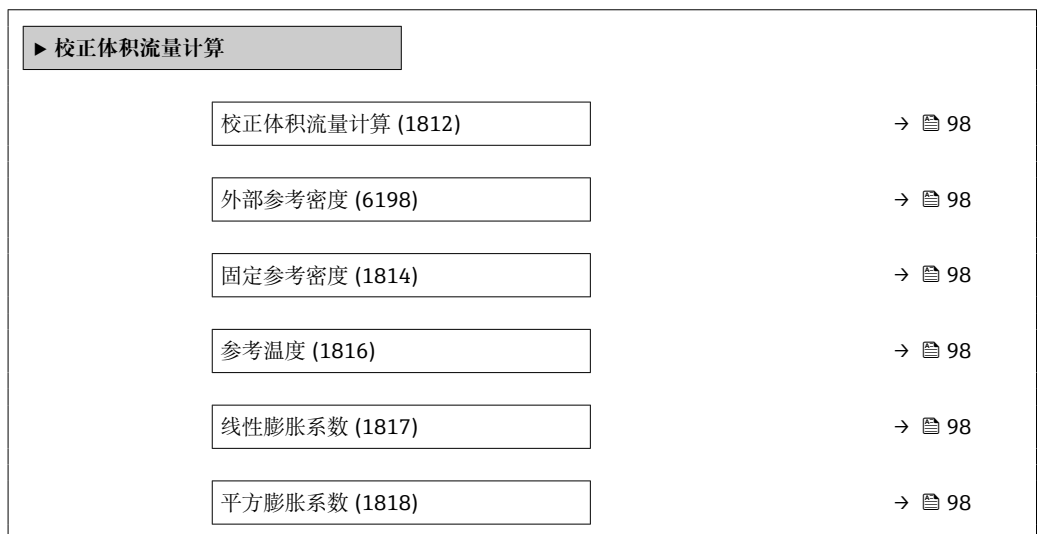 ▶ 校正体积流量计算
校正体积流量计算 (1812) → 98
外部参考密度 (6198) → 98
固定参考密度 (1814) → 98
参考温度 (1816) → 98
线性膨胀系数 (1817) → 98
平方膨胀系数 (1818) → 98